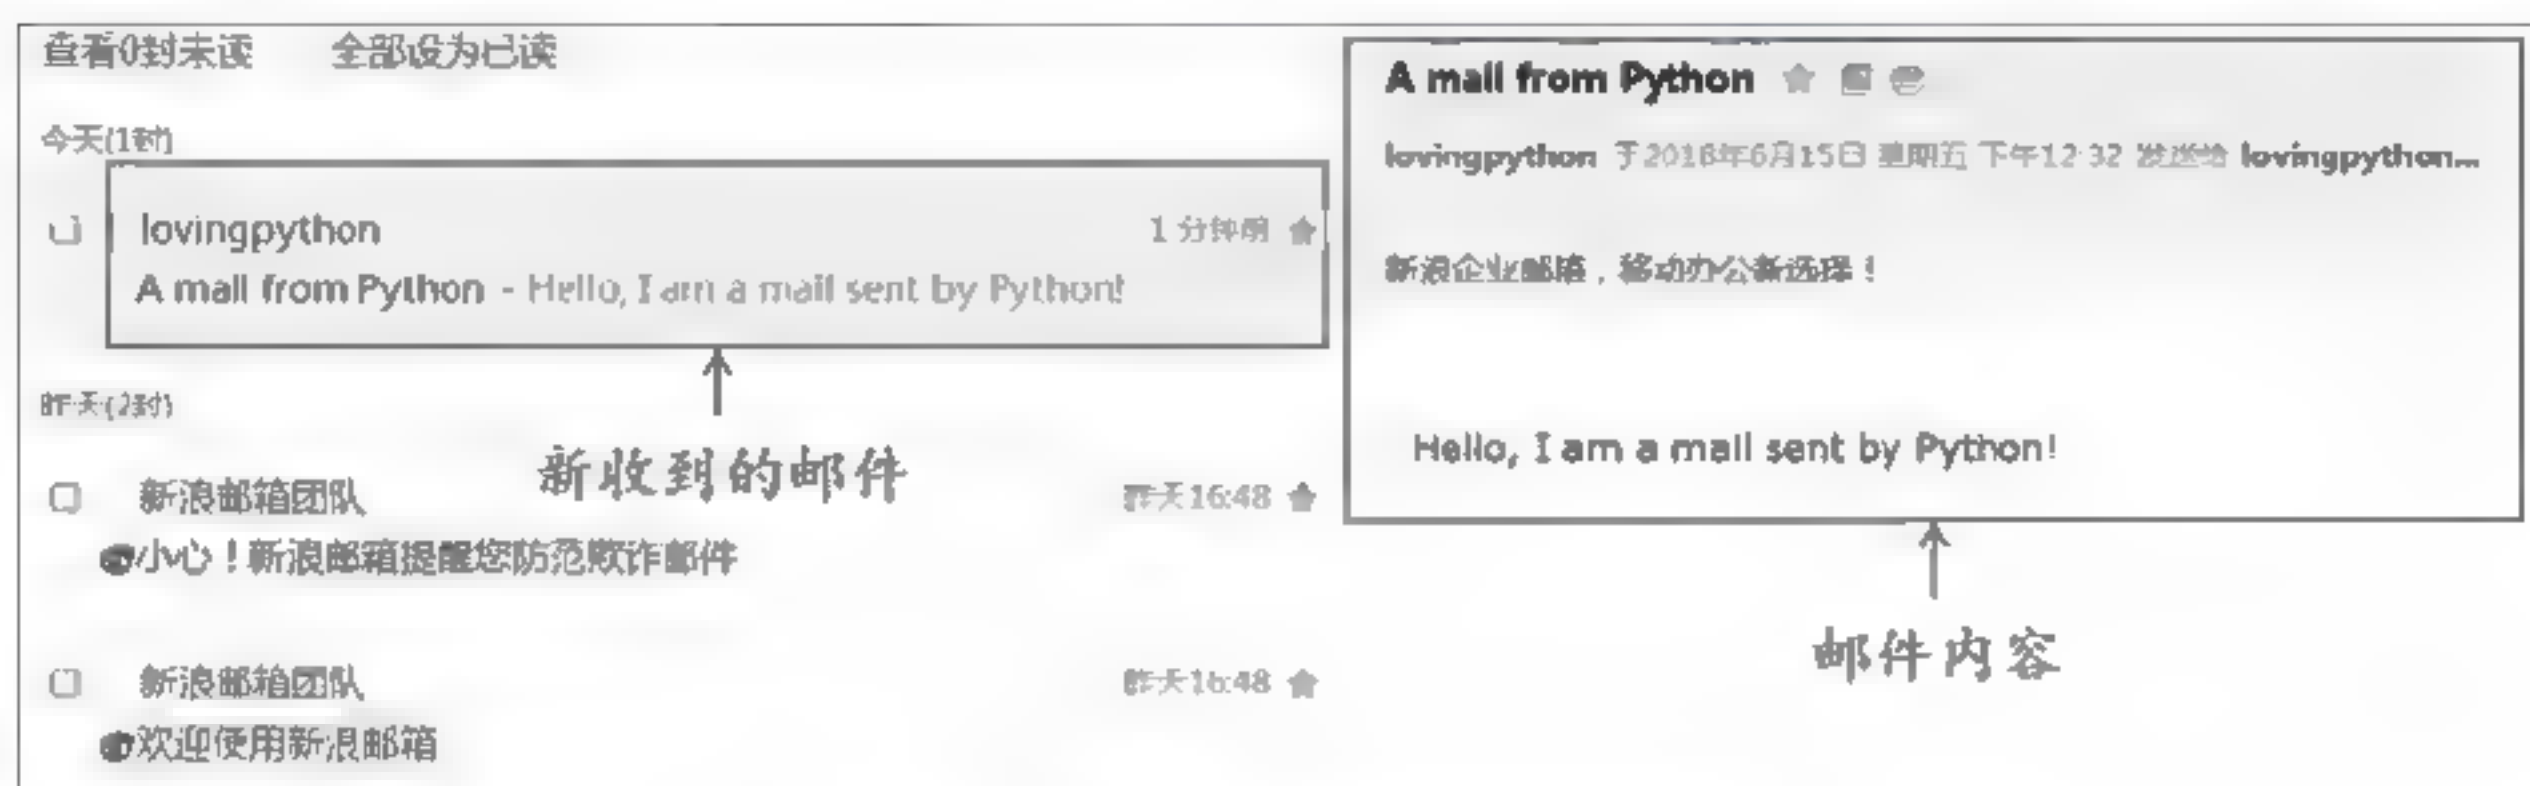 查看0封未读 全部设为已读
今天(1封)
lovingpython 1 分钟前
A mail from Python - Hello, I am a mail sent by Python!
新收到的邮件
昨天(2封)
新浪邮箱团队 昨天16:48
小心！新浪邮箱提醒您防范欺诈邮件
新浪邮箱团队 昨天16:48
欢迎使用新浪邮箱
A mail from Python
lovingpython 于2018年6月15日 星期五 下午12:32 发送给 lovingpython...
新浪企业邮箱，移动办公新选择！
Hello, I am a mail sent by Python!
邮件内容